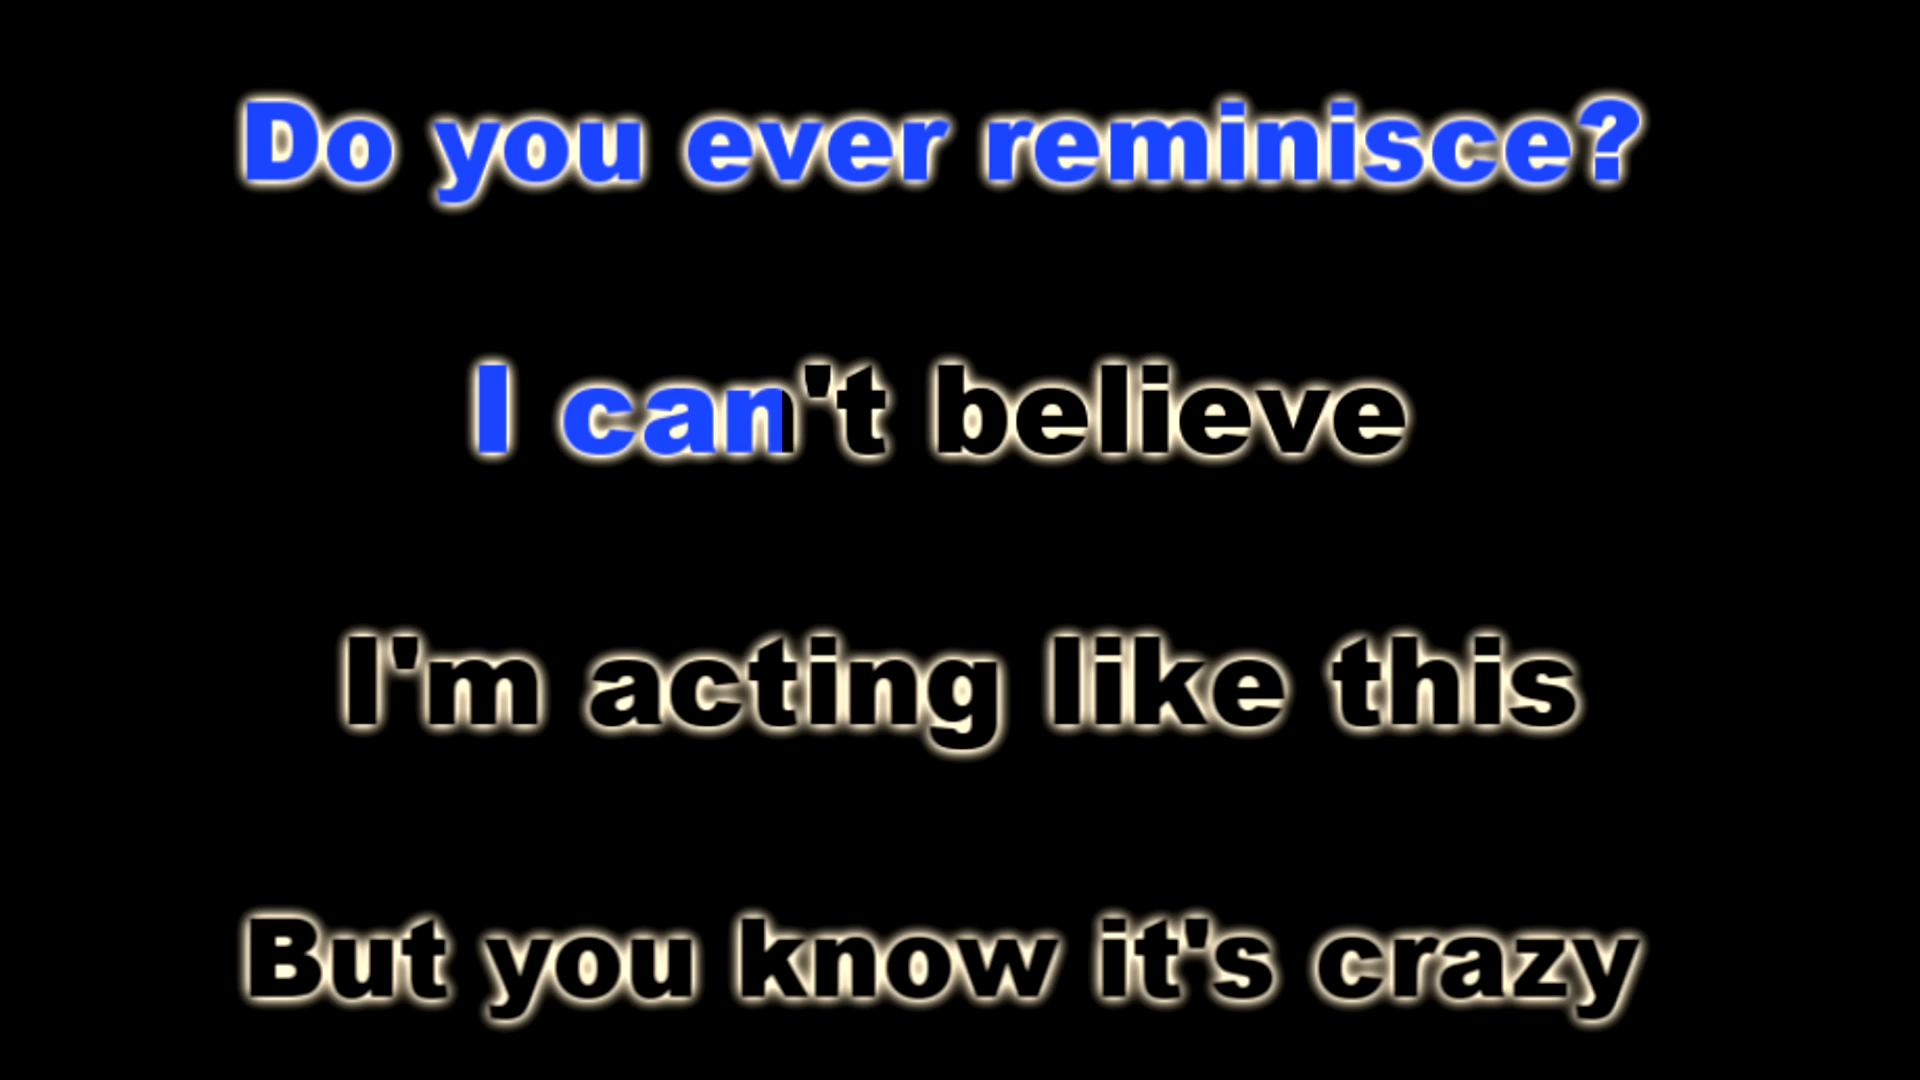 Do you ever reminisce?
I can't believe
I'm acting like this
But you know it's crazy